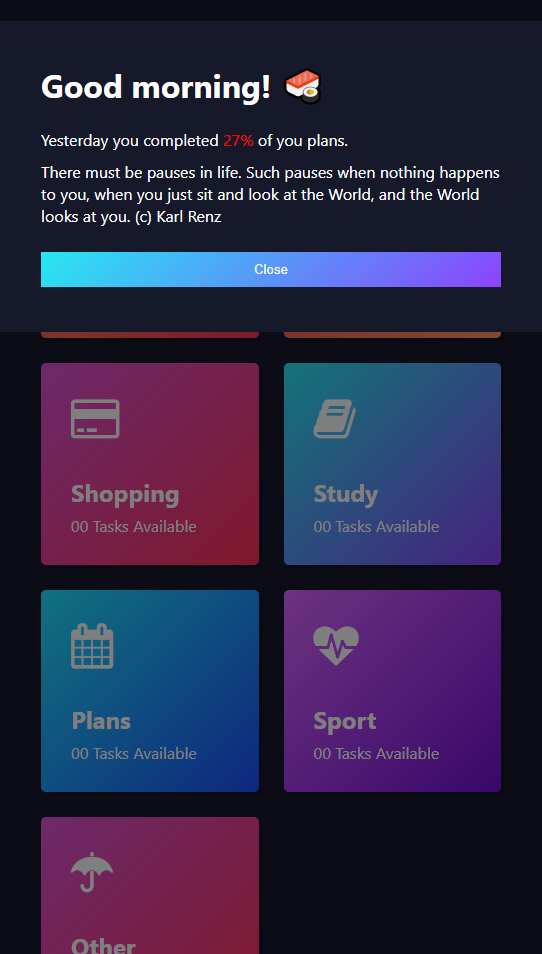 Good morning!
Yesterday you completed 27% of you plans.
There must be pauses in life. Such pauses when nothing happens
to you, when you just sit and look at the World, and the World
looks at you. (c) Karl Renz
Close
Shopping
00 Tasks Available
Study
00 Tasks Available
Plans
00 Tasks Available
Sport
00 Tasks Available
Other